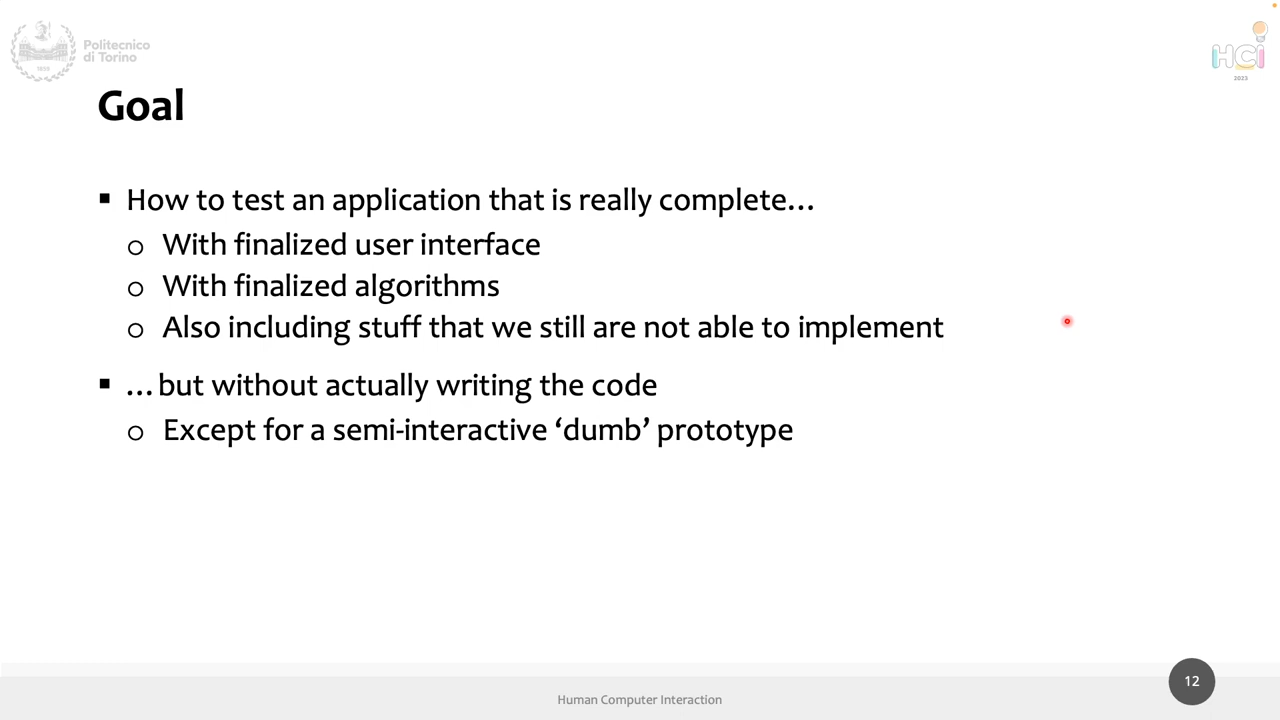 Politecnico
di Torino
1859
HCI
2023
Goal
▪ How to test an application that is really complete…
o With finalized user interface
o With finalized algorithms
o Also including stuff that we still are not able to implement
▪ …but without actually writing the code
o Except for a semi-interactive ‘dumb’ prototype
12
Human Computer Interaction